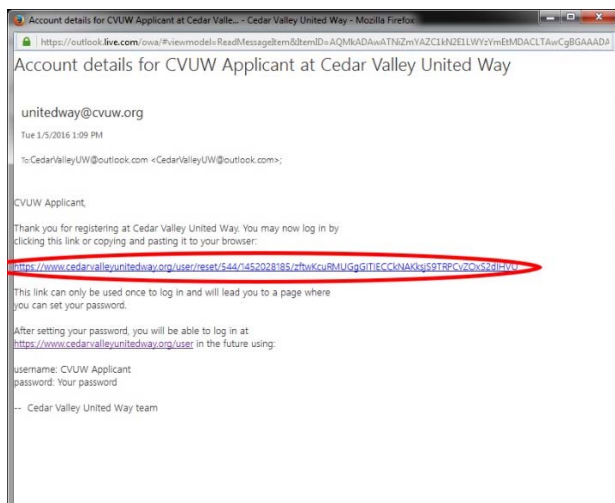 Account details for CVUW Applicant at Cedar Valle... - Cedar Valley United Way - Mozilla Firefox
https://outlook.live.com/owa/#viewmodel=ReadMessageItem&ItemID=
Account details for CVUW Applicant at Cedar Valley United Way
unitedway@cvuw.org
Tue 1/5/2016 1:09 PM
To:CedarValleyUW@outlook.com <CedarValleyUW@outlook.com>;
CVUW Applicant,
Thank you for registering at Cedar Valley United Way. You may now log in by
clicking this link or copying and pasting it to your browser:
https://www.cedarvalleyunitedway.org/user/reset/544/1452028185/
This link can only be used once to log in and will lead you to a page where
you can set your password.
After setting your password, you will be able to log in at
https://www.cedarvalleyunitedway.org/user in the future using:
username: CVUW Applicant
password: Your password
-- Cedar Valley United Way team